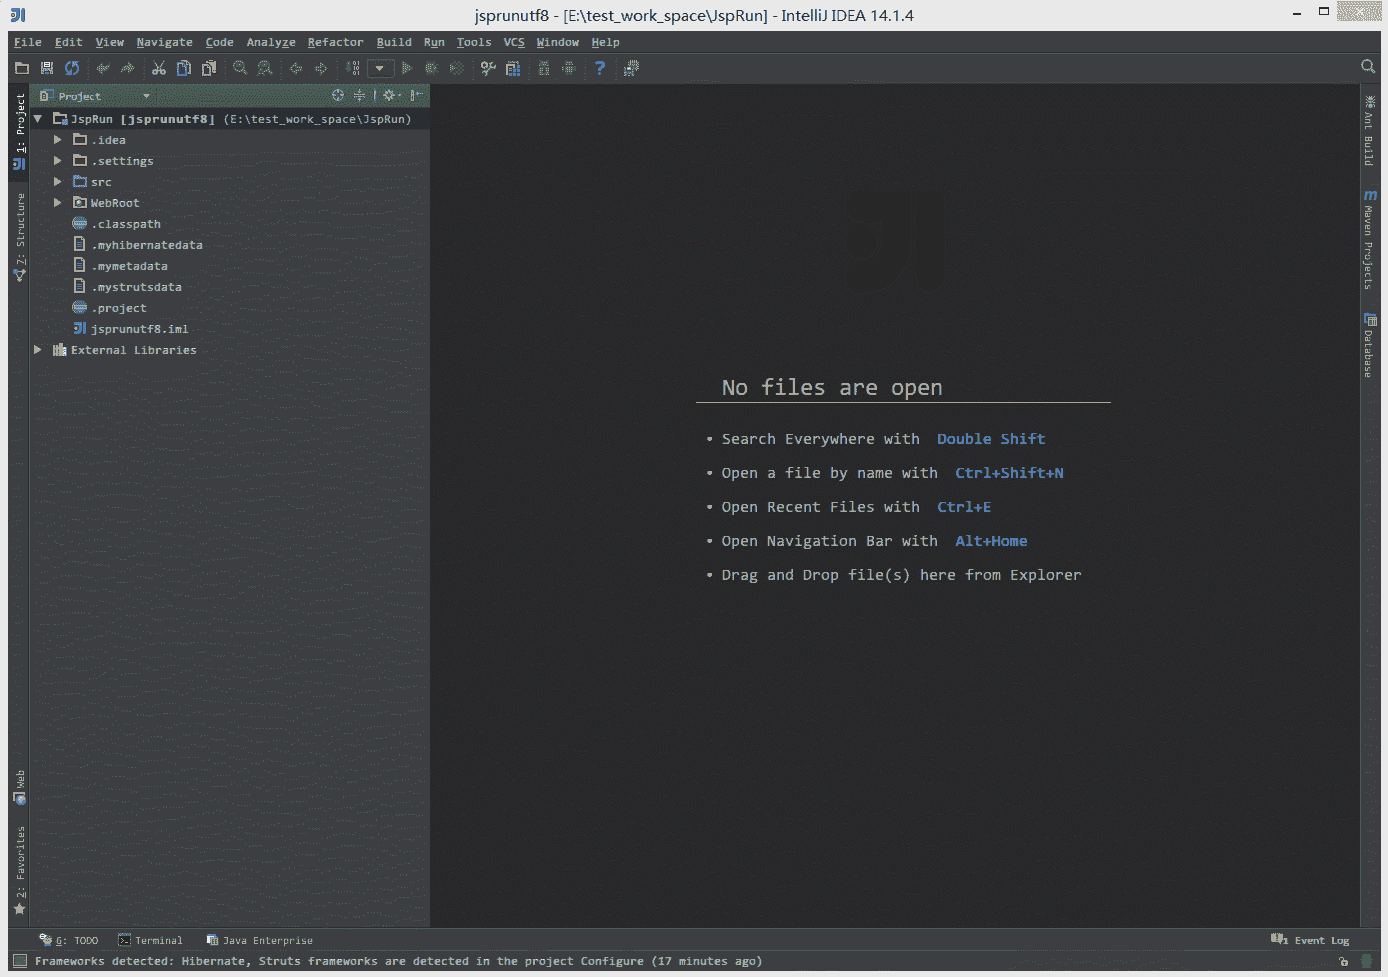 jsprunutf8 - [E:\test_work_space\JspRun] - IntelliJ IDEA 14.1.4
File Edit View Navigate Code Analyze Refactor Build Run Tools VCS Window Help
Project
JspRun [jsprunutf8] (E:\test_work_space\JspRun)
.idea
.settings
src
WebRoot
.classpath
.myhibernatedata
.mymetadata
.mystrutsdata
.project
jsprunutf8.iml
External Libraries
1: Project
7: Structure
Web
2: Favorites
No files are open
• Search Everywhere with Double Shift
• Open a file by name with Ctrl+Shift+N
• Open Recent Files with Ctrl+E
• Open Navigation Bar with Alt+Home
• Drag and Drop file(s) here from Explorer
Ant Build
m
Maven Projects
Database
6: TODO Terminal Java Enterprise
1 Event Log
Frameworks detected: Hibernate, Struts frameworks are detected in the project Configure (17 minutes ago)